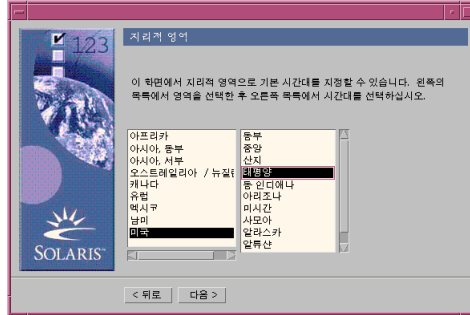 123
지리적 영역
이 화면에서 지리적 영역으로 기본 시간대를 지정할 수 있습니다. 왼쪽의
목록에서 영역을 선택한 후 오른쪽 목록에서 시간대를 선택하십시오.
아프리카
아시아, 동부
아시아, 서부
오스트레일리아 / 뉴질란
캐나다
유럽
멕시코
남미
미국
동부
중앙
산지
태평양
동 인디애나
아리조나
미시간
사모아
알라스카
알류샨
SOLARIS™
< 뒤로
다음 >